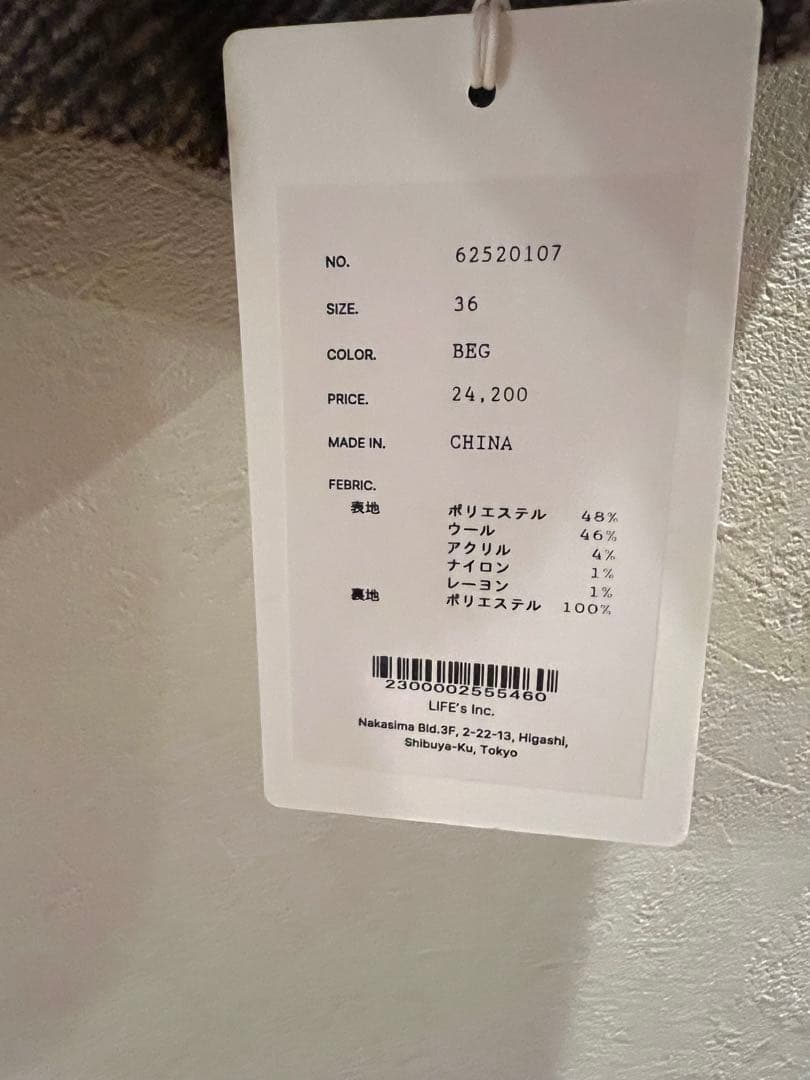 NO. 62520107
SIZE. 36
COLOR. BEG
PRICE. 24,200
MADE IN. CHINA
FEBRIC.
表地 ポリエステル 48%
ウール 46%
アクリル 4%
ナイロン 1%
レーヨン 1%
裏地 ポリエステル 100%
2300002555460
LIFE's Inc.
Nakasima Bld.3F, 2-22-13, Higashi,
Shibuya-Ku, Tokyo